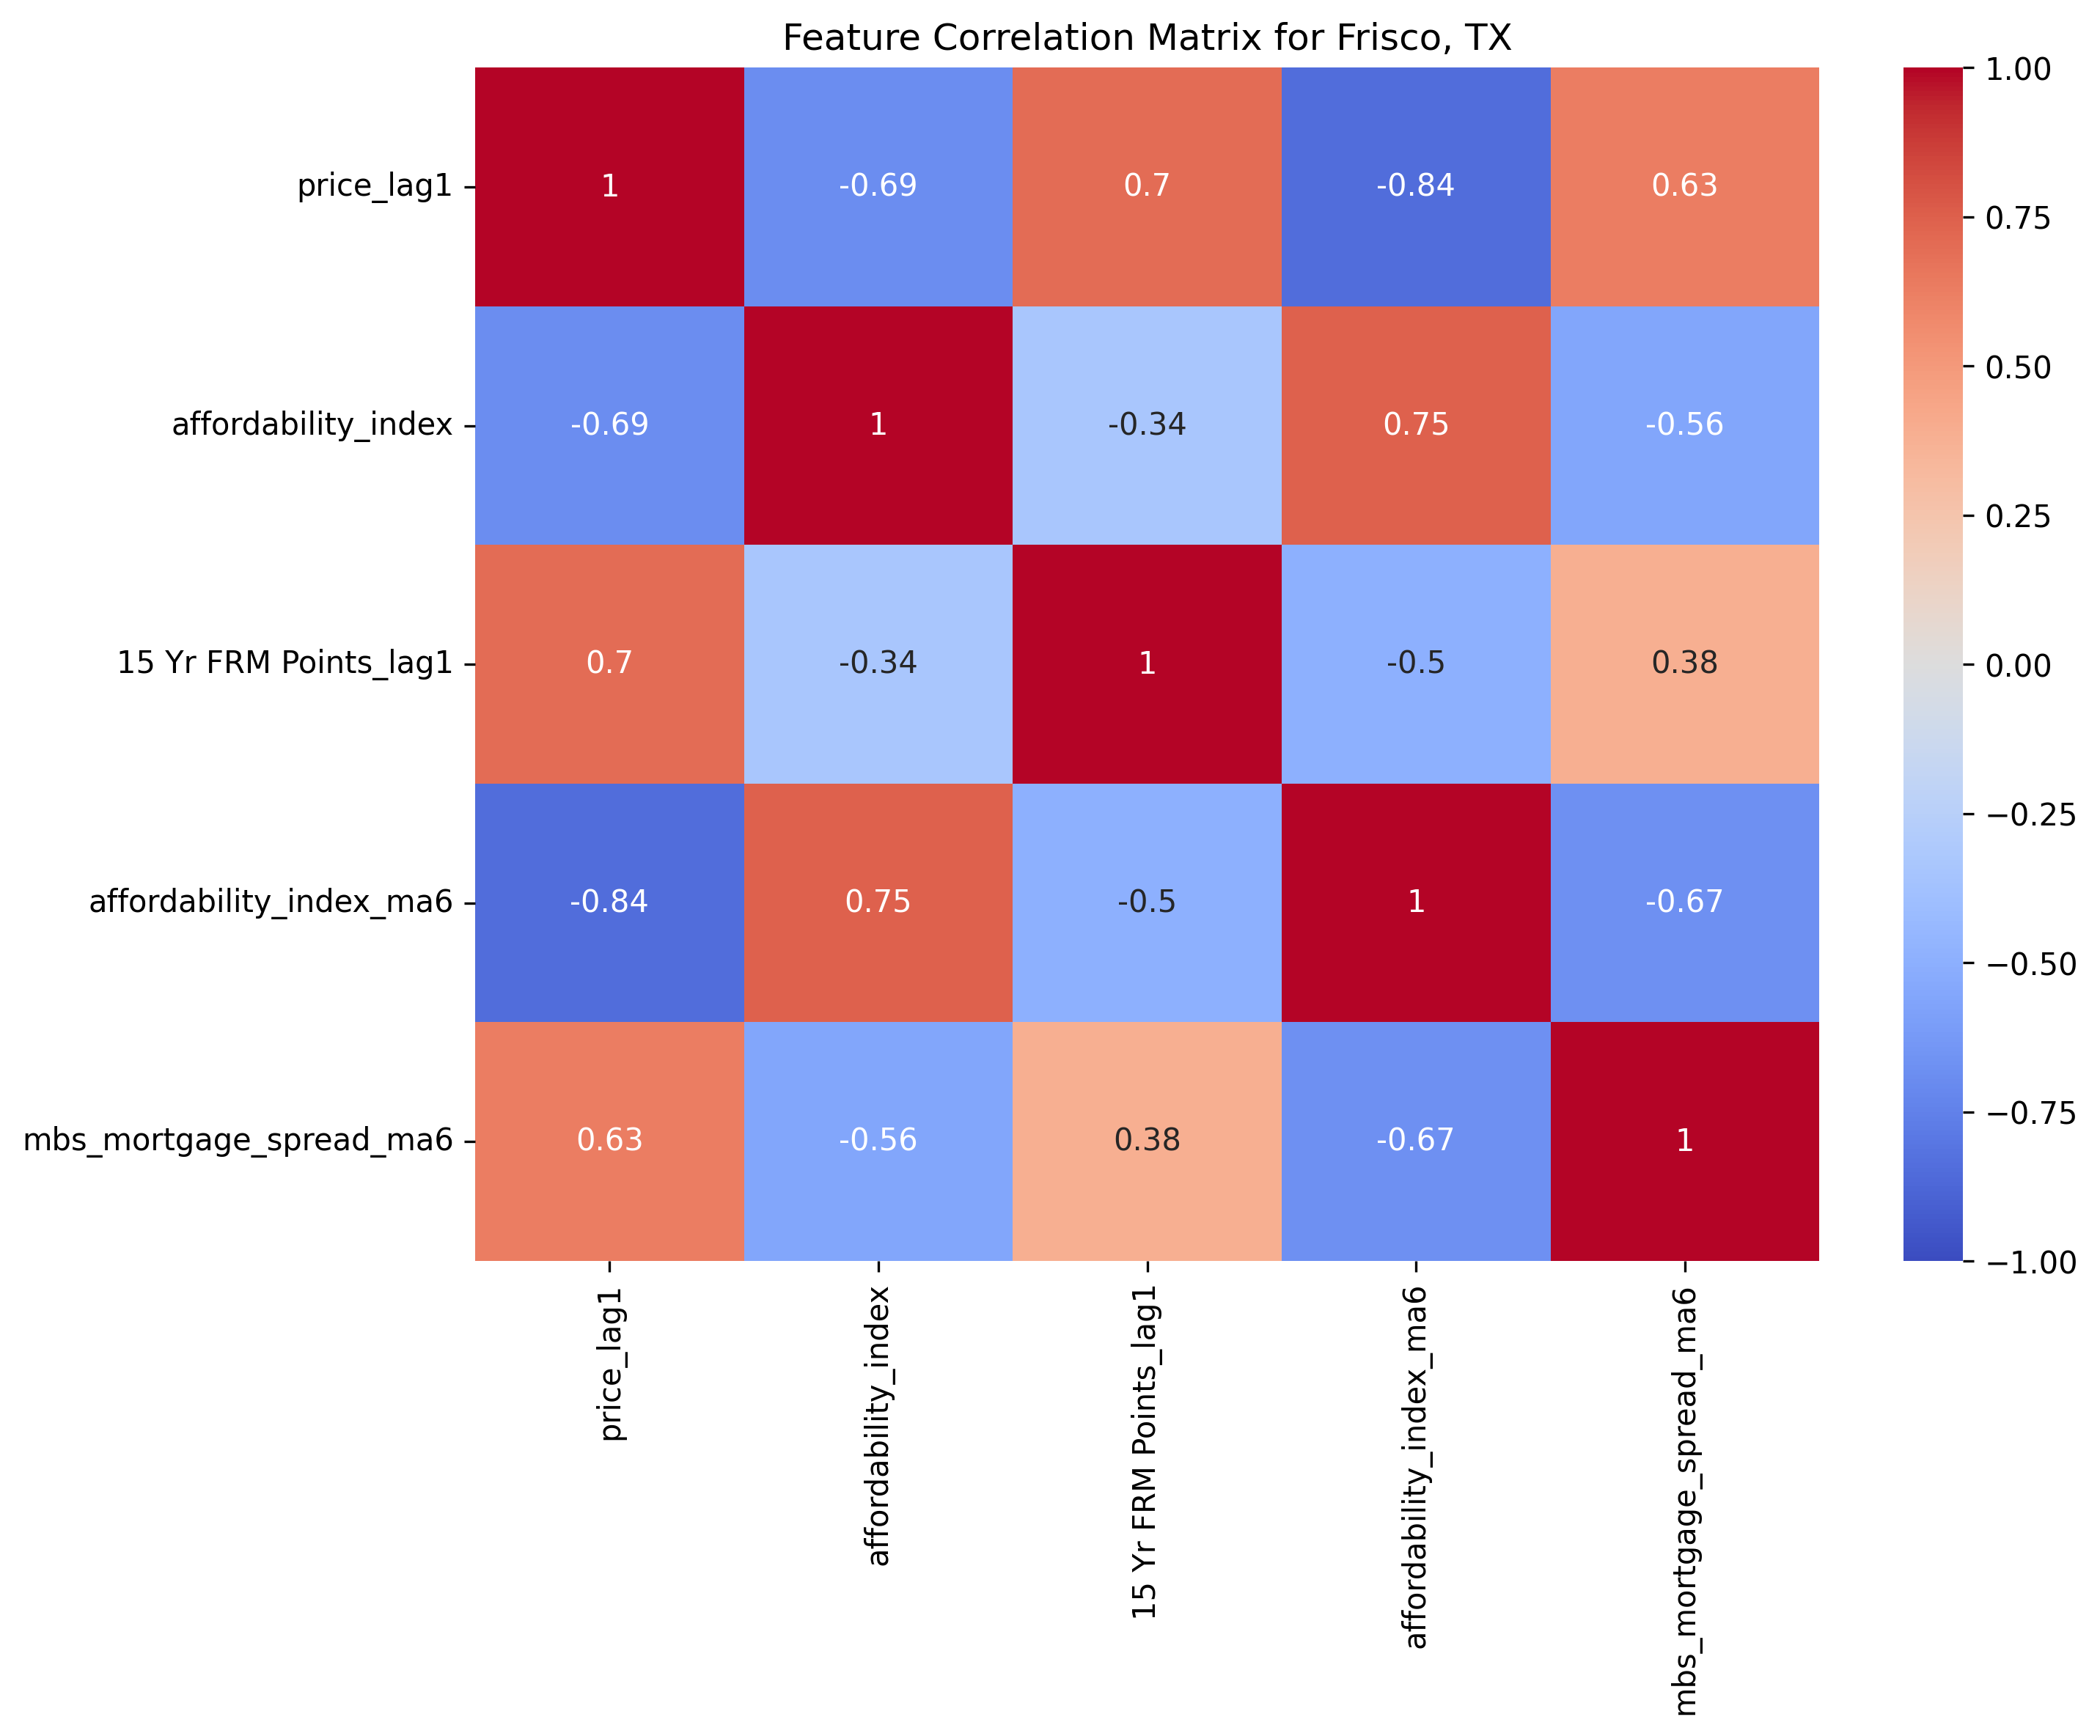 Feature Correlation Matrix for Frisco, TX
price_lag1 1 -0.69 0.7 -0.84 0.63
affordability_index -0.69 1 -0.34 0.75 -0.56
15 Yr FRM Points_lag1 0.7 -0.34 1 -0.5 0.38
affordability_index_ma6 -0.84 0.75 -0.5 1 -0.67
mbs_mortgage_spread_ma6 0.63 -0.56 0.38 -0.67 1
price_lag1
affordability_index
15 Yr FRM Points_lag1
affordability_index_ma6
mbs_mortgage_spread_ma6
1.00
0.75
0.50
0.25
0.00
−0.25
−0.50
−0.75
−1.00